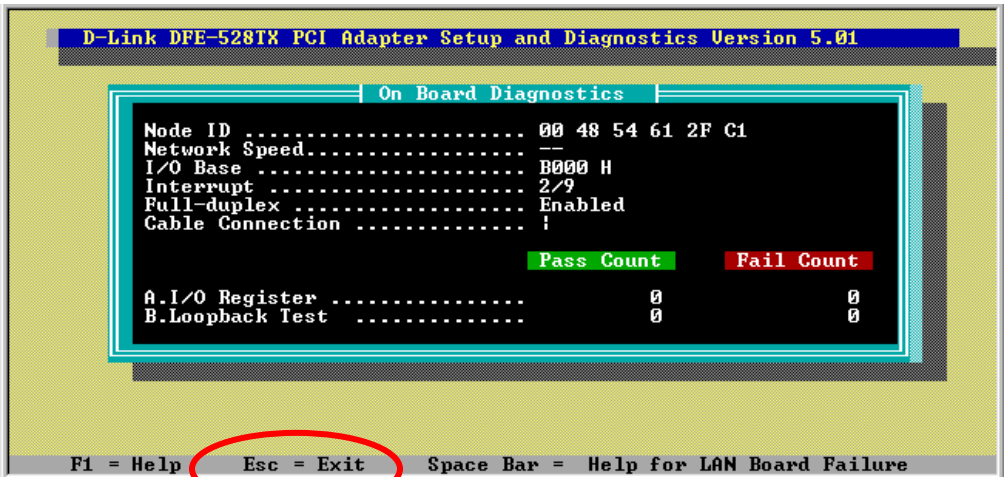 D-Link DFE-528TX PCI Adapter Setup and Diagnostics Version 5.01
On Board Diagnostics
Node ID ....................... 00 48 54 61 2F C1
Network Speed.................. --
I/O Base ...................... B000 H
Interrupt ..................... 2/9
Full-duplex ................... Enabled
Cable Connection .............. ¦
Pass Count Fail Count
A.I/O Register ................ 0 0
B.Loopback Test .............. 0 0
F1 = Help Esc = Exit Space Bar = Help for LAN Board Failure